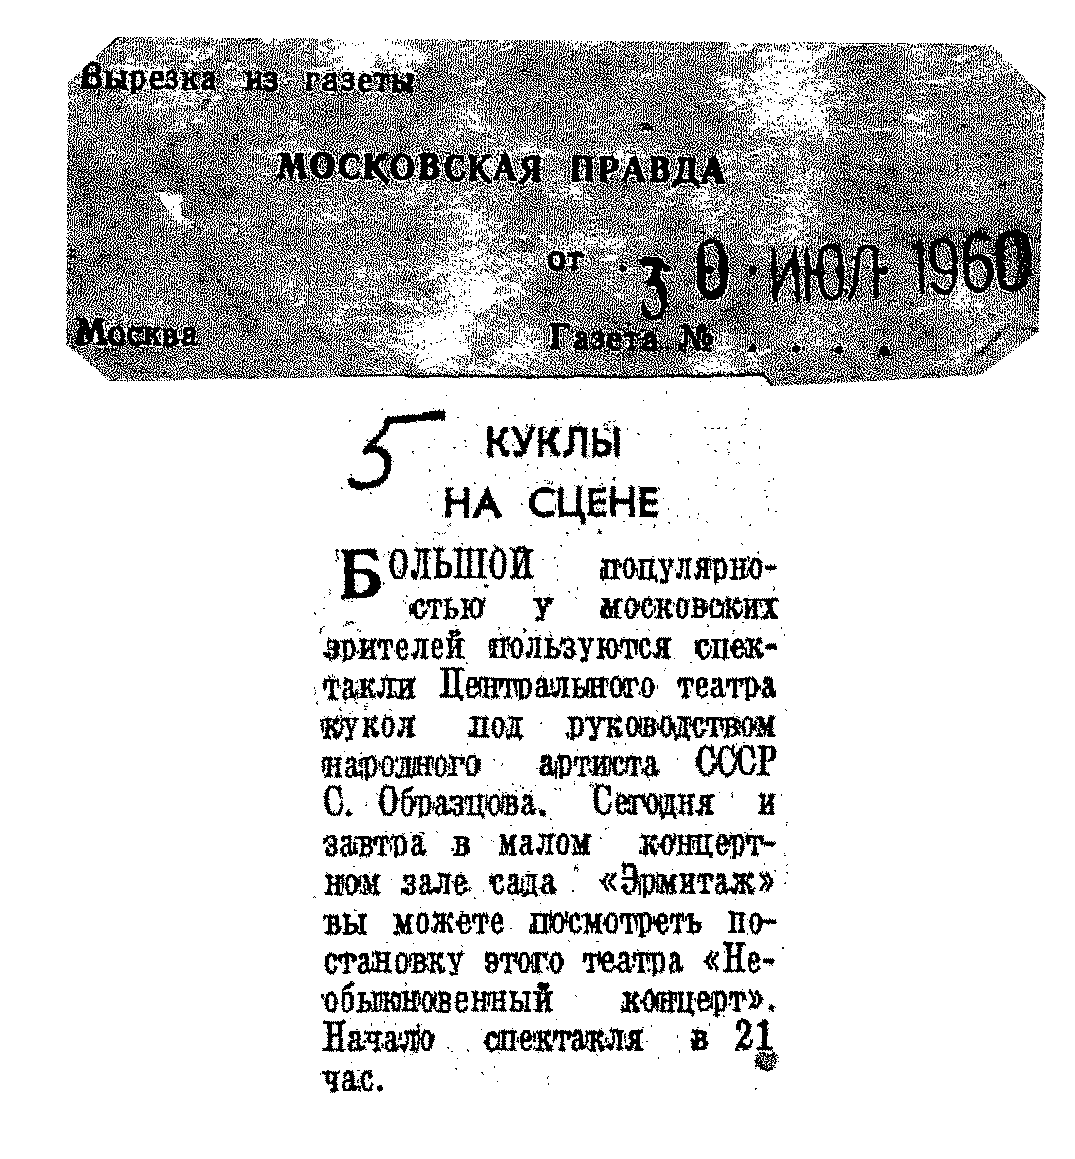 Вырезка из газеты
МОСКОВСКАЯ ПРАВДА
от 30 ИЮЛ 1960
Москва Газета № . . . .
5
КУКЛЫ
НА СЦЕНЕ
БОЛЬШОЙ популярно-
стью у московских
зрителей пользуются спек-
такли Центрального театра
кукол под руководством
народного артиста СССР
С. Образцова. Сегодня и
завтра в малом концерт-
ном зале сада «Эрмитаж»
вы можете посмотреть по-
становку этого театра «Не-
обыкновенный концерт».
Начало спектакля в 21
час.